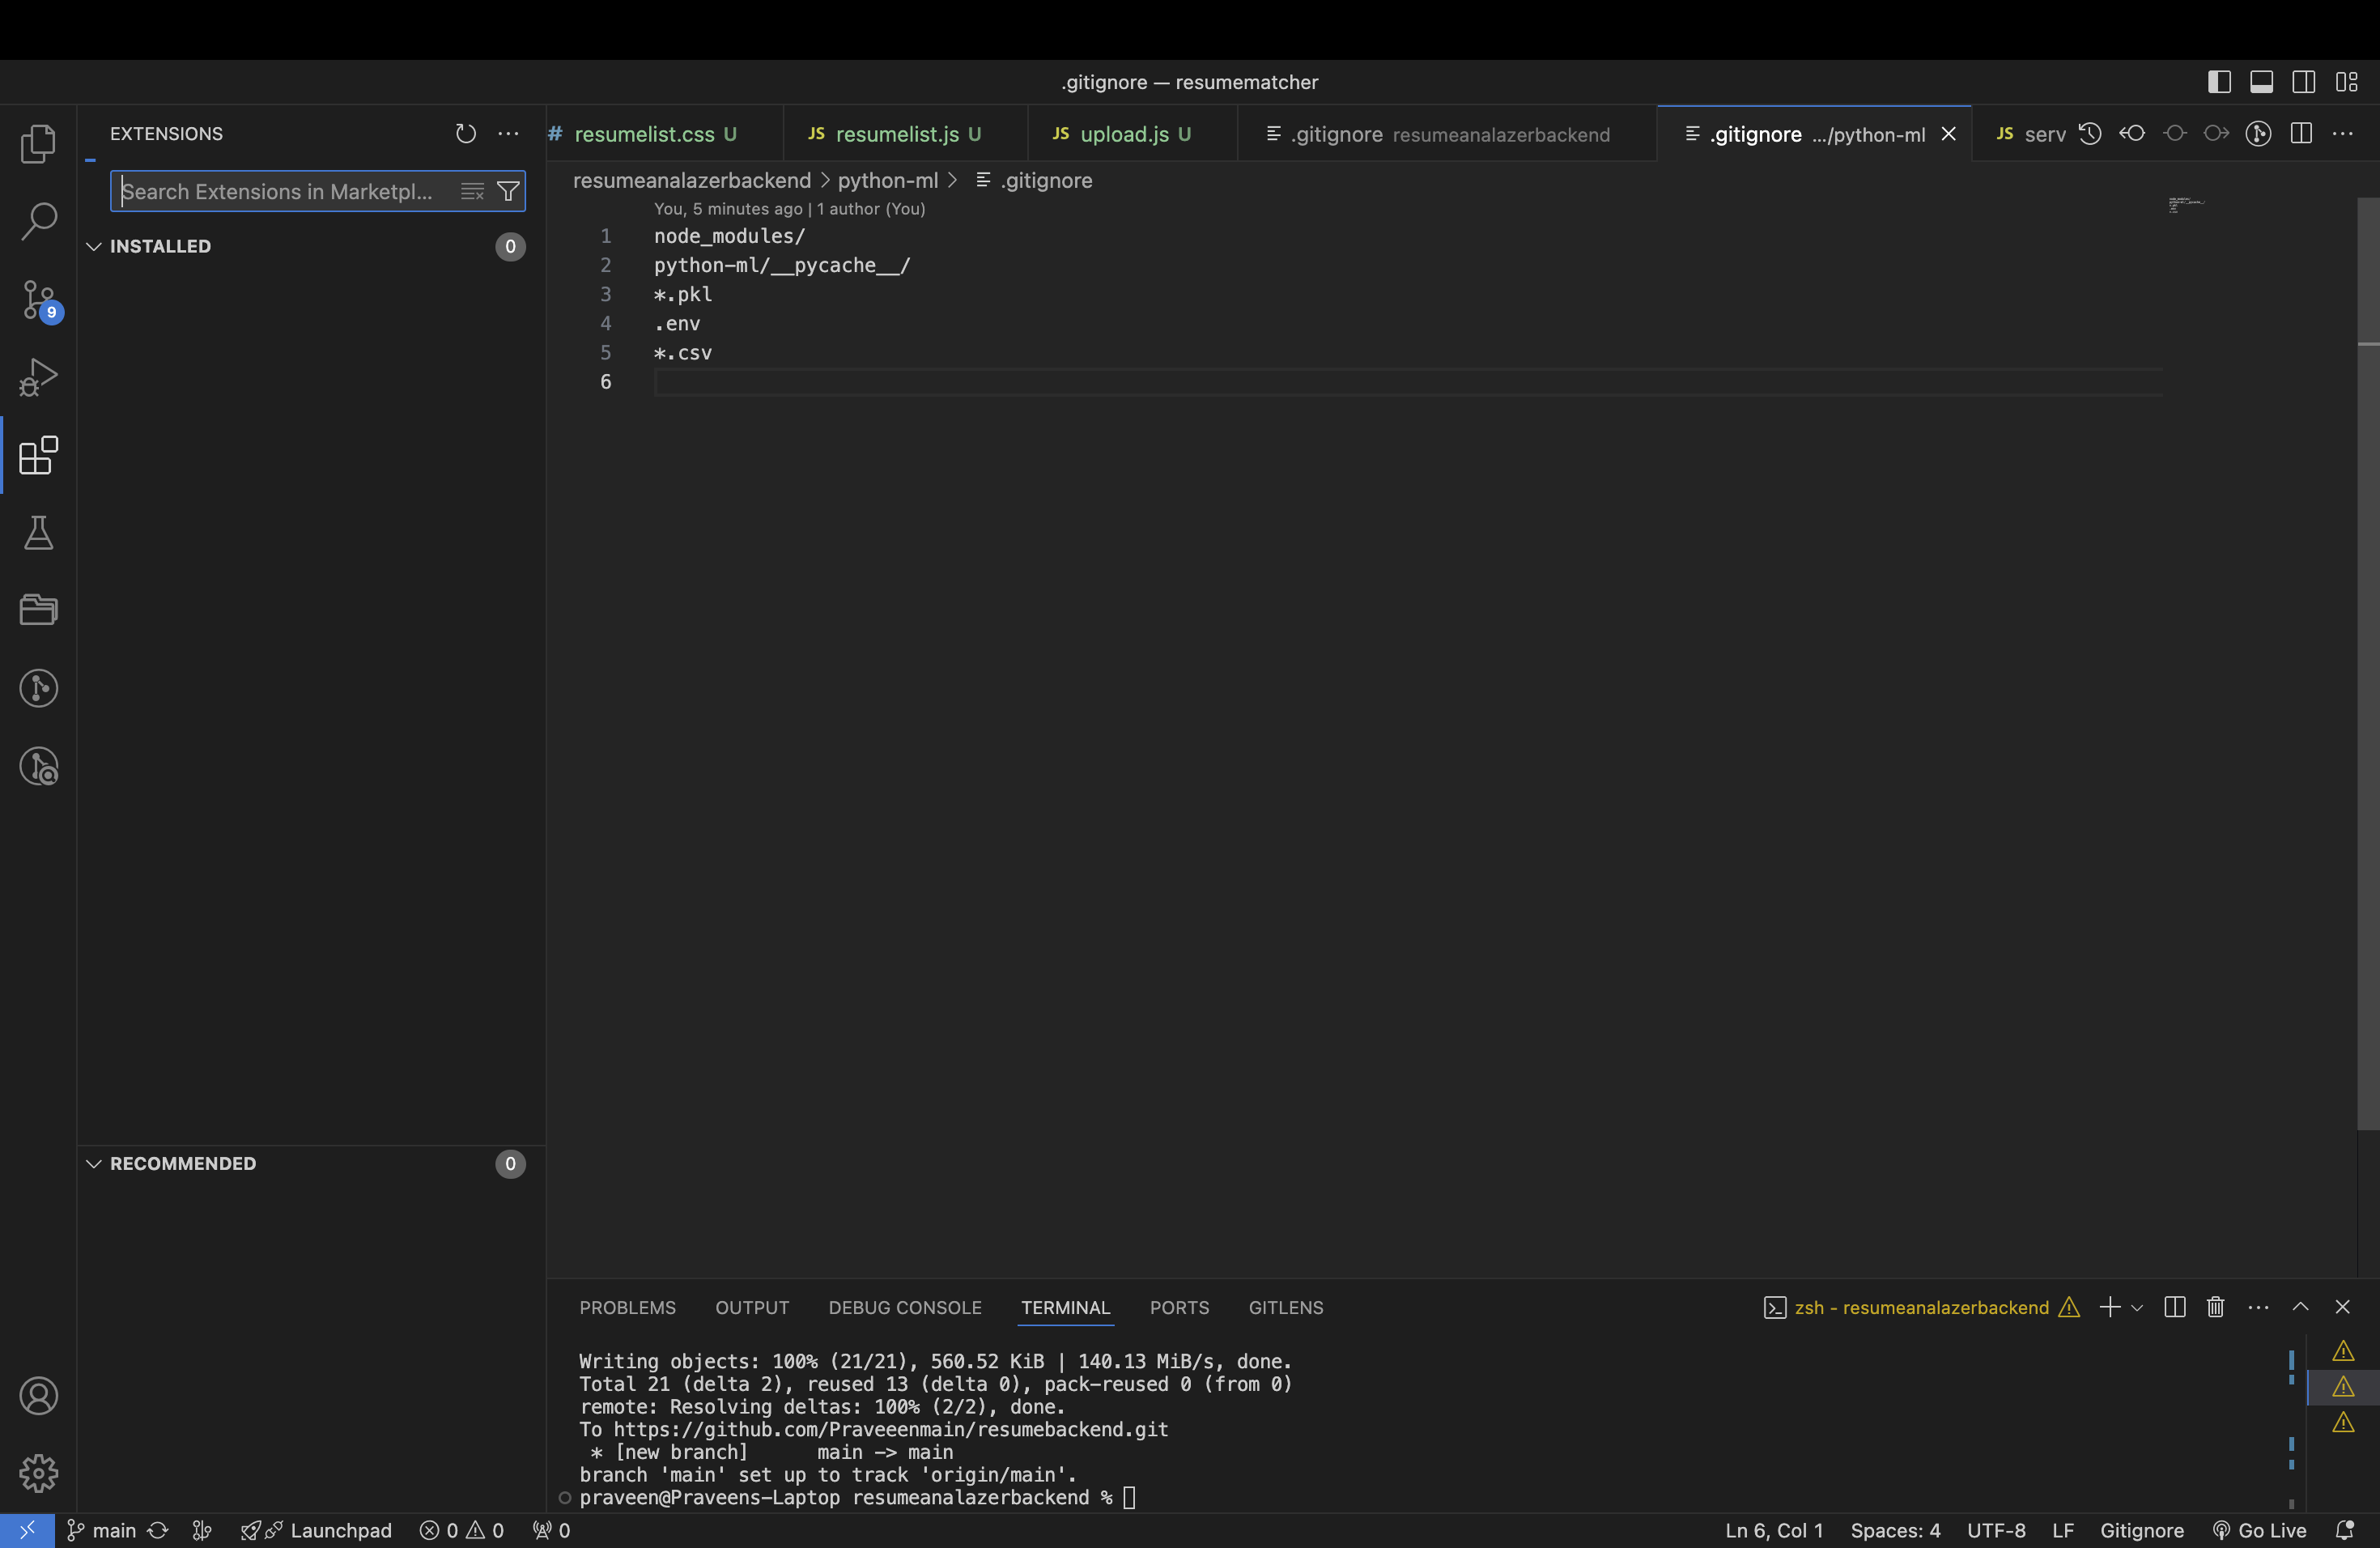 .gitignore — resumematcher
EXTENSIONS
Search Extensions in Marketpl...
INSTALLED 0
RECOMMENDED 0
9
# resumelist.css U
JS resumelist.js U
JS upload.js U
.gitignore resumeanalazerbackend
.gitignore .../python-ml
JS serv
resumeanalazerbackend > python-ml > .gitignore
You, 5 minutes ago | 1 author (You)
1 node_modules/
2 python-ml/__pycache__/
3 *.pkl
4 .env
5 *.csv
6
PROBLEMS OUTPUT DEBUG CONSOLE TERMINAL PORTS GITLENS
zsh - resumeanalazerbackend
Writing objects: 100% (21/21), 560.52 KiB | 140.13 MiB/s, done.
Total 21 (delta 2), reused 13 (delta 0), pack-reused 0 (from 0)
remote: Resolving deltas: 100% (2/2), done.
To https://github.com/Praveeenmain/resumebackend.git
* [new branch] main -> main
branch 'main' set up to track 'origin/main'.
praveen@Praveens-Laptop resumeanalazerbackend %
main Launchpad 0 0 0
Ln 6, Col 1 Spaces: 4 UTF-8 LF Gitignore Go Live